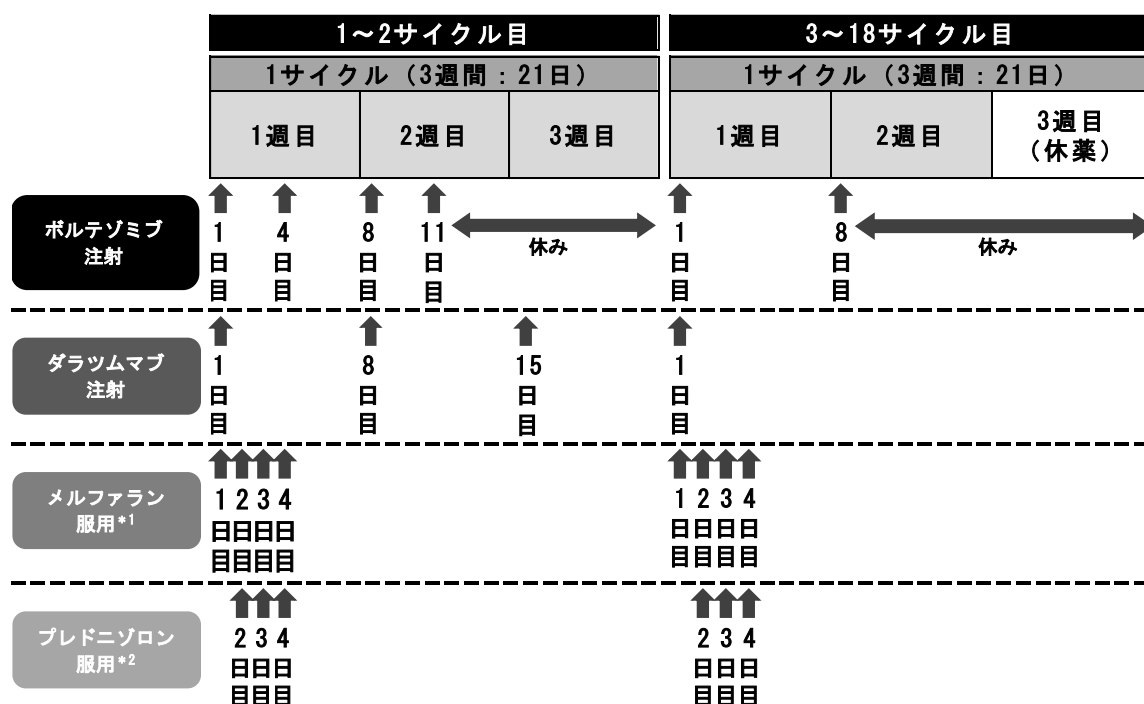 1～2サイクル目
3～18サイクル目
1サイクル（3週間：21日）
1サイクル（3週間：21日）
1週目
2週目
3週目
1週目
2週目
3週目
（休薬）
ボルテゾミブ
注射
1
日
目
4
日
目
8
日
目
11
日
目
休み
1
日
目
8
日
目
休み
ダラツムマブ
注射
1
日
目
8
日
目
15
日
目
1
日
目
メルファラン
服用*1
1 2 3 4
日日日日
目目目目
1 2 3 4
日日日日
目目目目
プレドニゾロン
服用*2
2 3 4
日日日
目目目
2 3 4
日日日
目目目